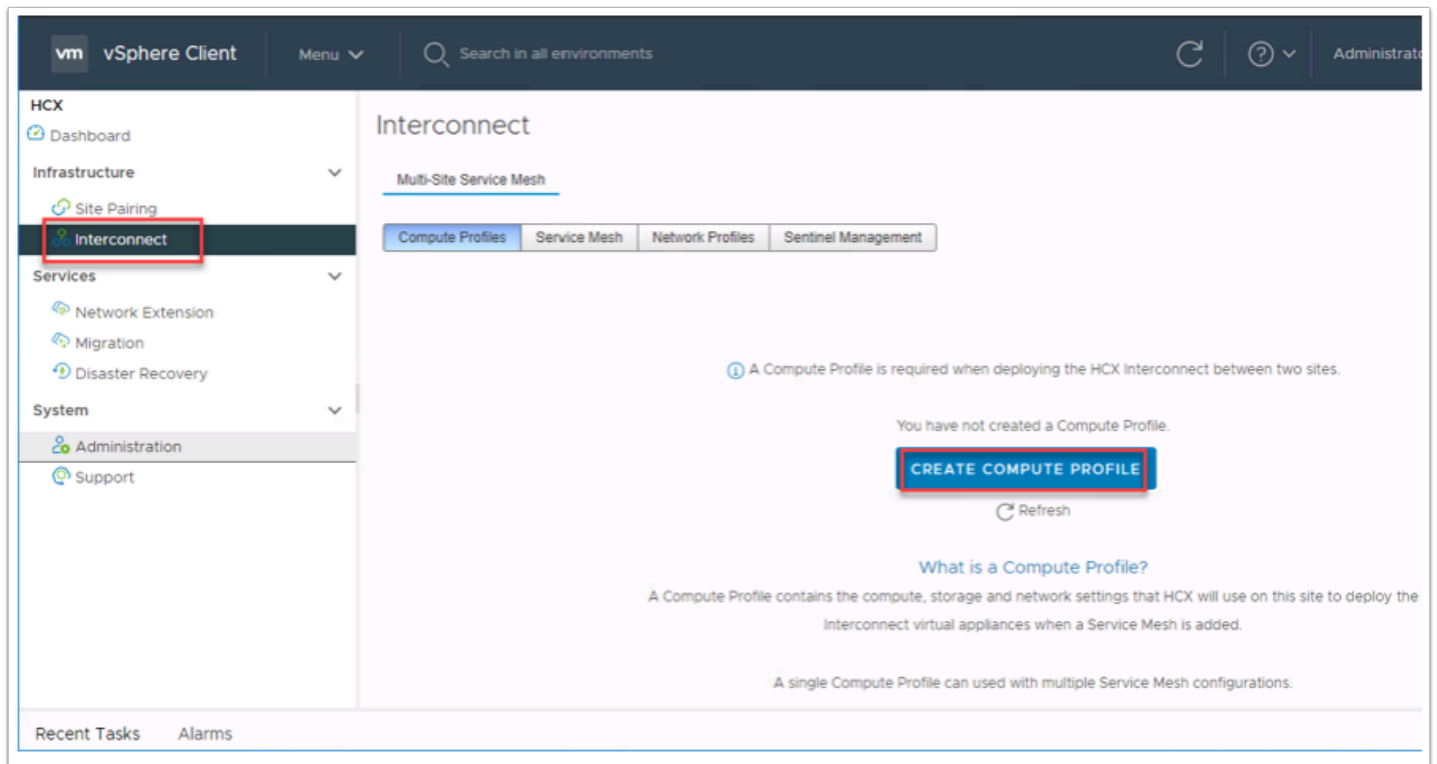 vm vSphere Client Menu Search in all environments Administrato
HCX
Dashboard
Infrastructure
Site Pairing
Interconnect
Services
Network Extension
Migration
Disaster Recovery
System
Administration
Support
Interconnect
Multi-Site Service Mesh
Compute Profiles Service Mesh Network Profiles Sentinel Management
A Compute Profile is required when deploying the HCX Interconnect between two sites.
You have not created a Compute Profile.
CREATE COMPUTE PROFILE
Refresh
What is a Compute Profile?
A Compute Profile contains the compute, storage and network settings that HCX will use on this site to deploy the
Interconnect virtual appliances when a Service Mesh is added.
A single Compute Profile can used with multiple Service Mesh configurations.
Recent Tasks Alarms